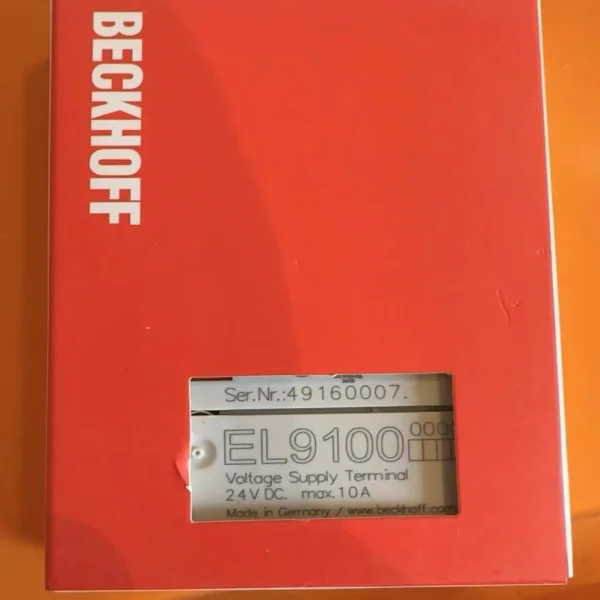 BECKHOFF
Ser.Nr.:49160007.
EL9100
Voltage Supply Terminal
24V DC. max.10A
Made in Germany / www.beckhoff.com